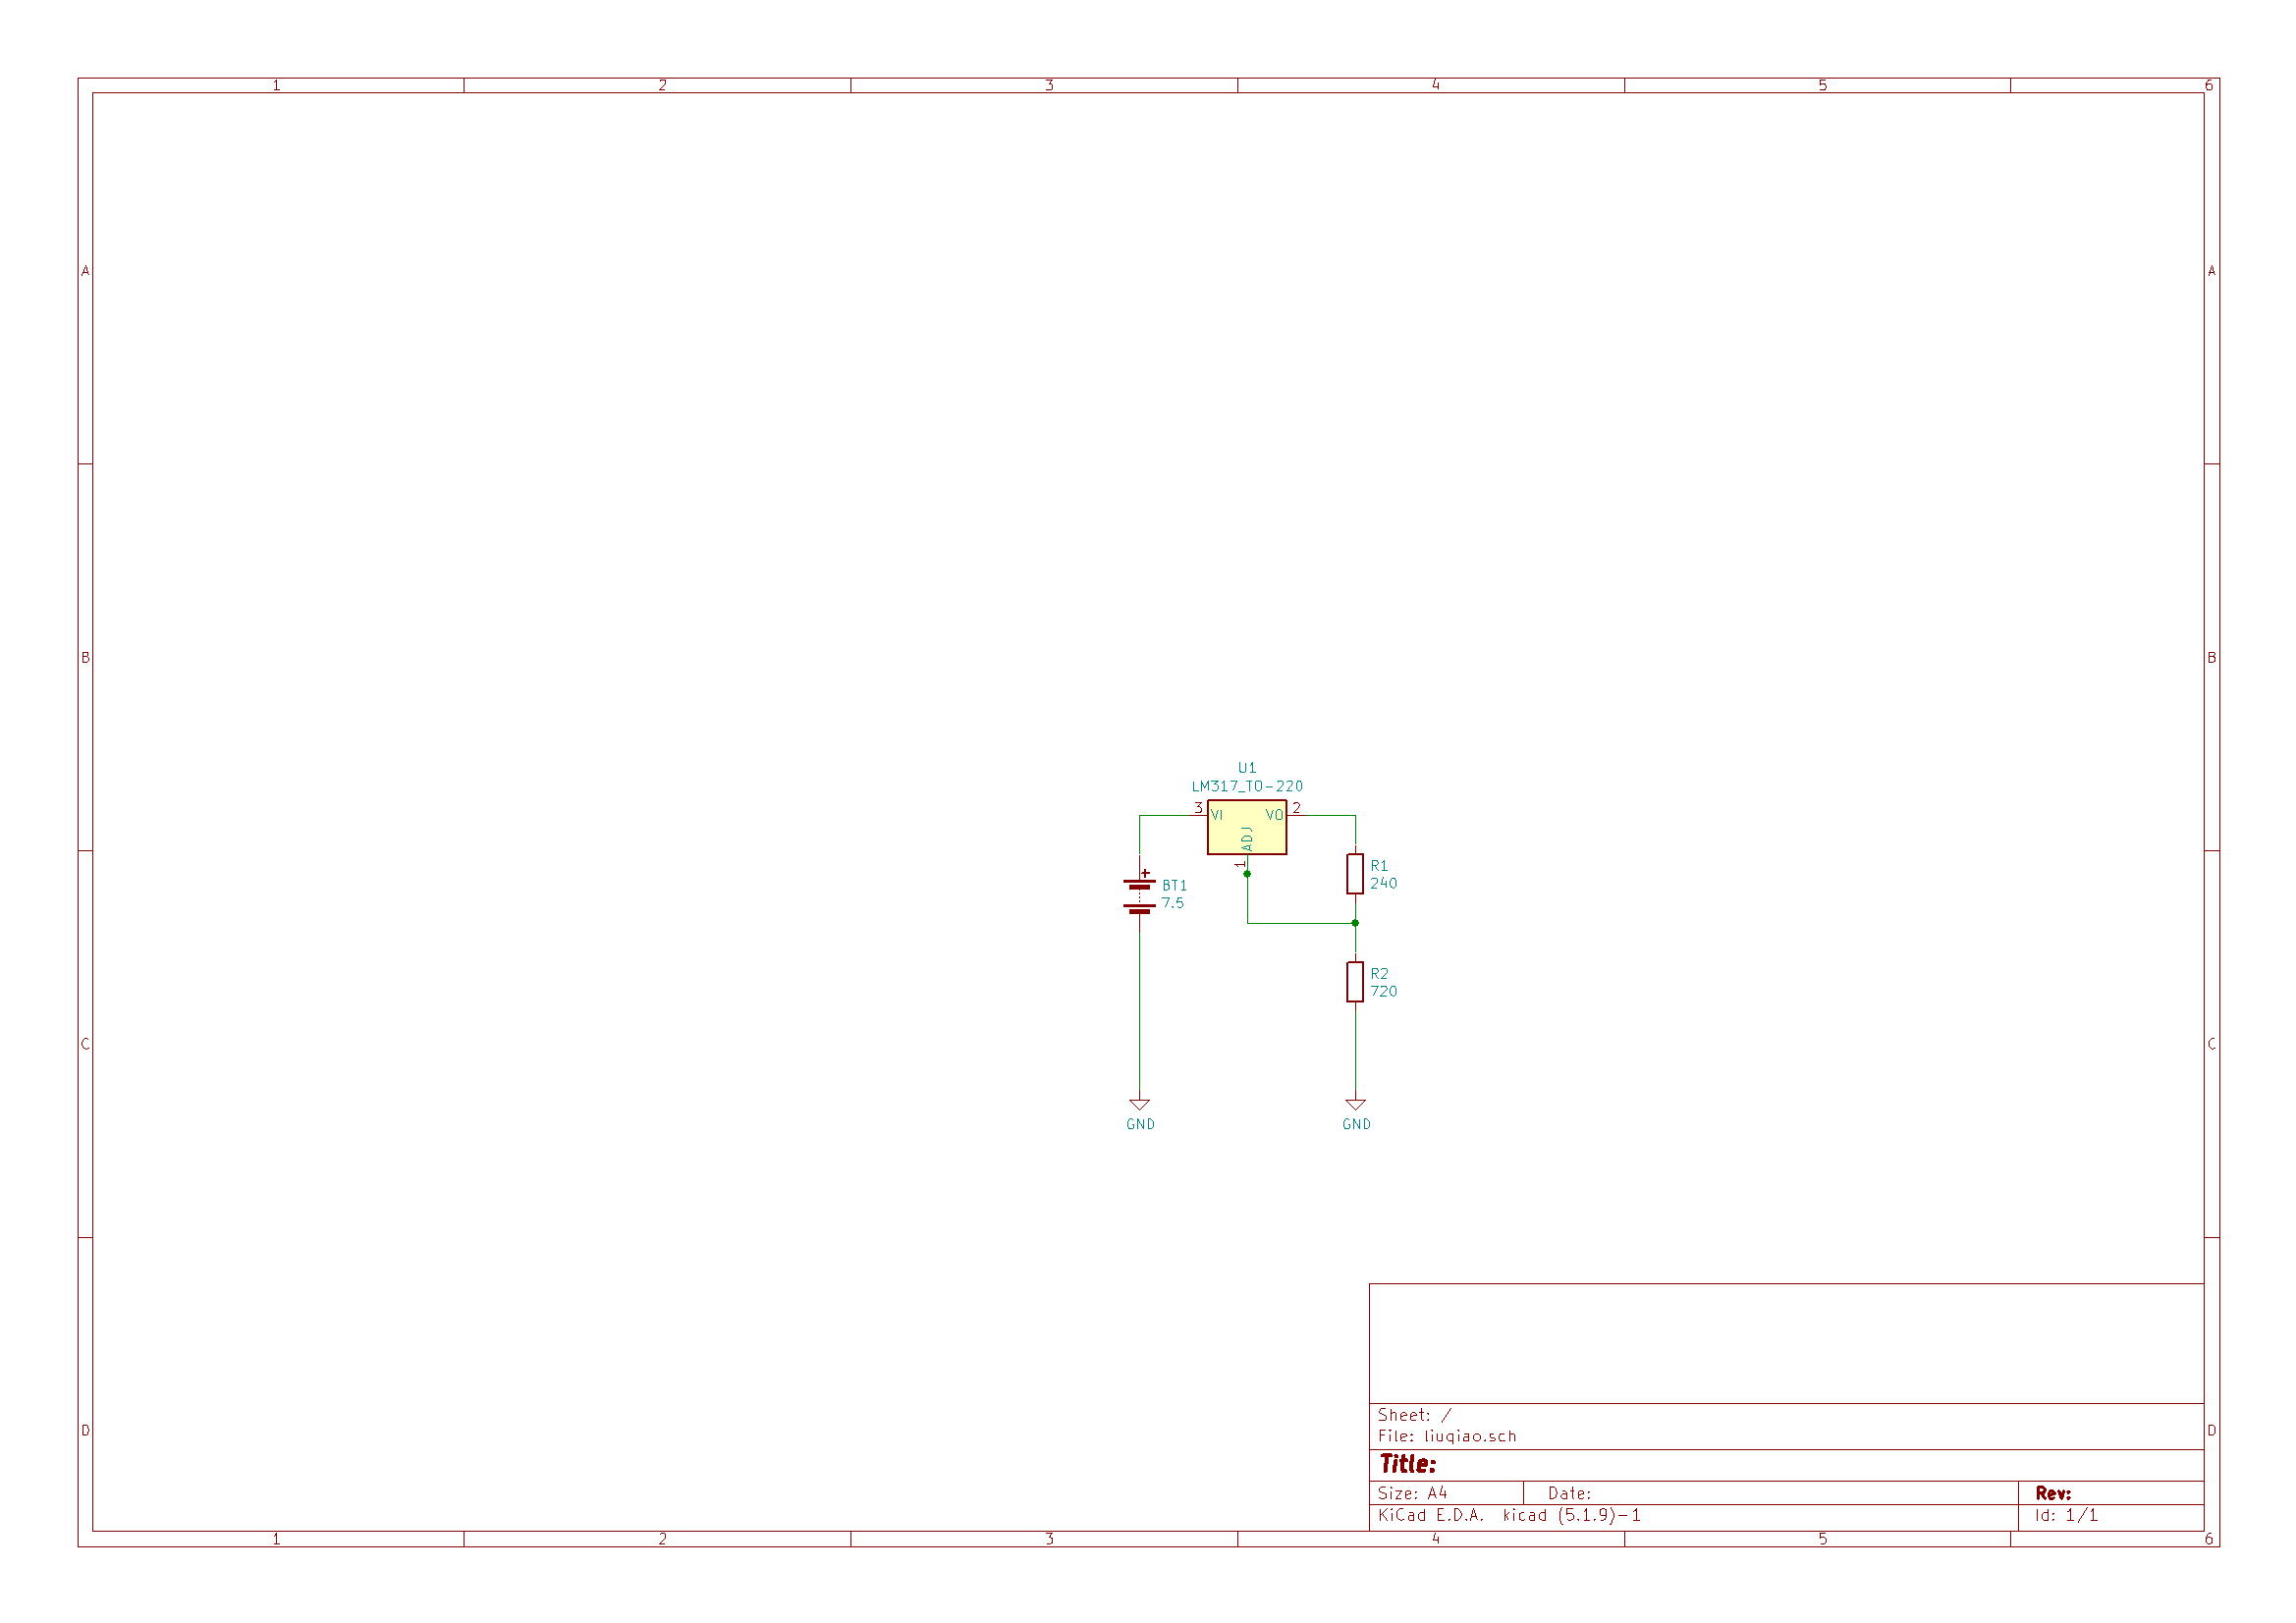 1 2 3 4 5 6
A A
B B
U1
LM317_TO-220
3 VI VO 2
ADJ
1
R1
240
+
BT1
7.5
R2
720
C C
GND GND
Sheet: /
File: liuqiao.sch
D D
Title:
Size: A4 Date: Rev:
KiCad E.D.A. kicad (5.1.9)-1 Id: 1/1
1 2 3 4 5 6